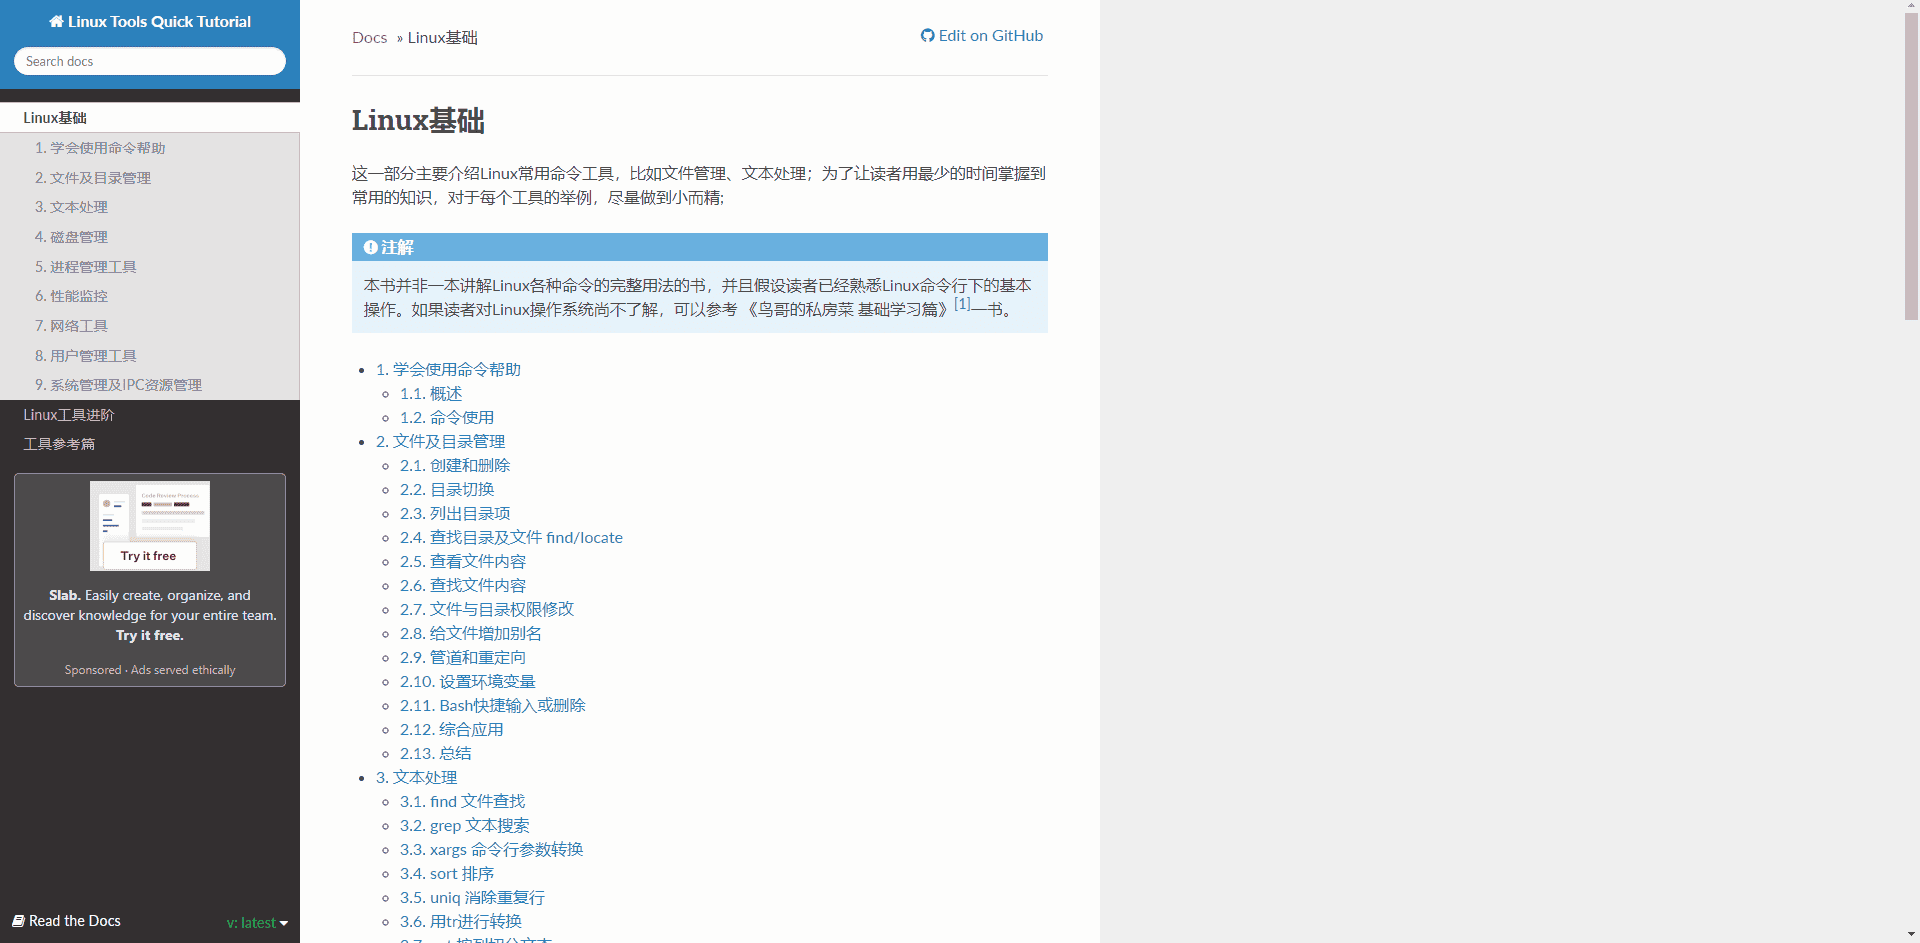 Linux Tools Quick Tutorial
Search docs
Linux基础
1. 学会使用命令帮助
2. 文件及目录管理
3. 文本处理
4. 磁盘管理
5. 进程管理工具
6. 性能监控
7. 网络工具
8. 用户管理工具
9. 系统管理及IPC资源管理
Linux工具进阶
工具参考篇
Code Review Process
Try it free
Slab. Easily create, organize, and
discover knowledge for your entire team.
Try it free.
Sponsored · Ads served ethically
Read the Docs
v: latest
Docs » Linux基础
Edit on GitHub
Linux基础
这一部分主要介绍Linux常用命令工具，比如文件管理、文本处理；为了让读者用最少的时间掌握到
常用的知识，对于每个工具的举例，尽量做到小而精;
注解
本书并非一本讲解Linux各种命令的完整用法的书，并且假设读者已经熟悉Linux命令行下的基本
操作。如果读者对Linux操作系统尚不了解，可以参考 《鸟哥的私房菜 基础学习篇》[1]一书。
1. 学会使用命令帮助
1.1. 概述
1.2. 命令使用
2. 文件及目录管理
2.1. 创建和删除
2.2. 目录切换
2.3. 列出目录项
2.4. 查找目录及文件 find/locate
2.5. 查看文件内容
2.6. 查找文件内容
2.7. 文件与目录权限修改
2.8. 给文件增加别名
2.9. 管道和重定向
2.10. 设置环境变量
2.11. Bash快捷输入或删除
2.12. 综合应用
2.13. 总结
3. 文本处理
3.1. find 文件查找
3.2. grep 文本搜索
3.3. xargs 命令行参数转换
3.4. sort 排序
3.5. uniq 消除重复行
3.6. 用tr进行转换